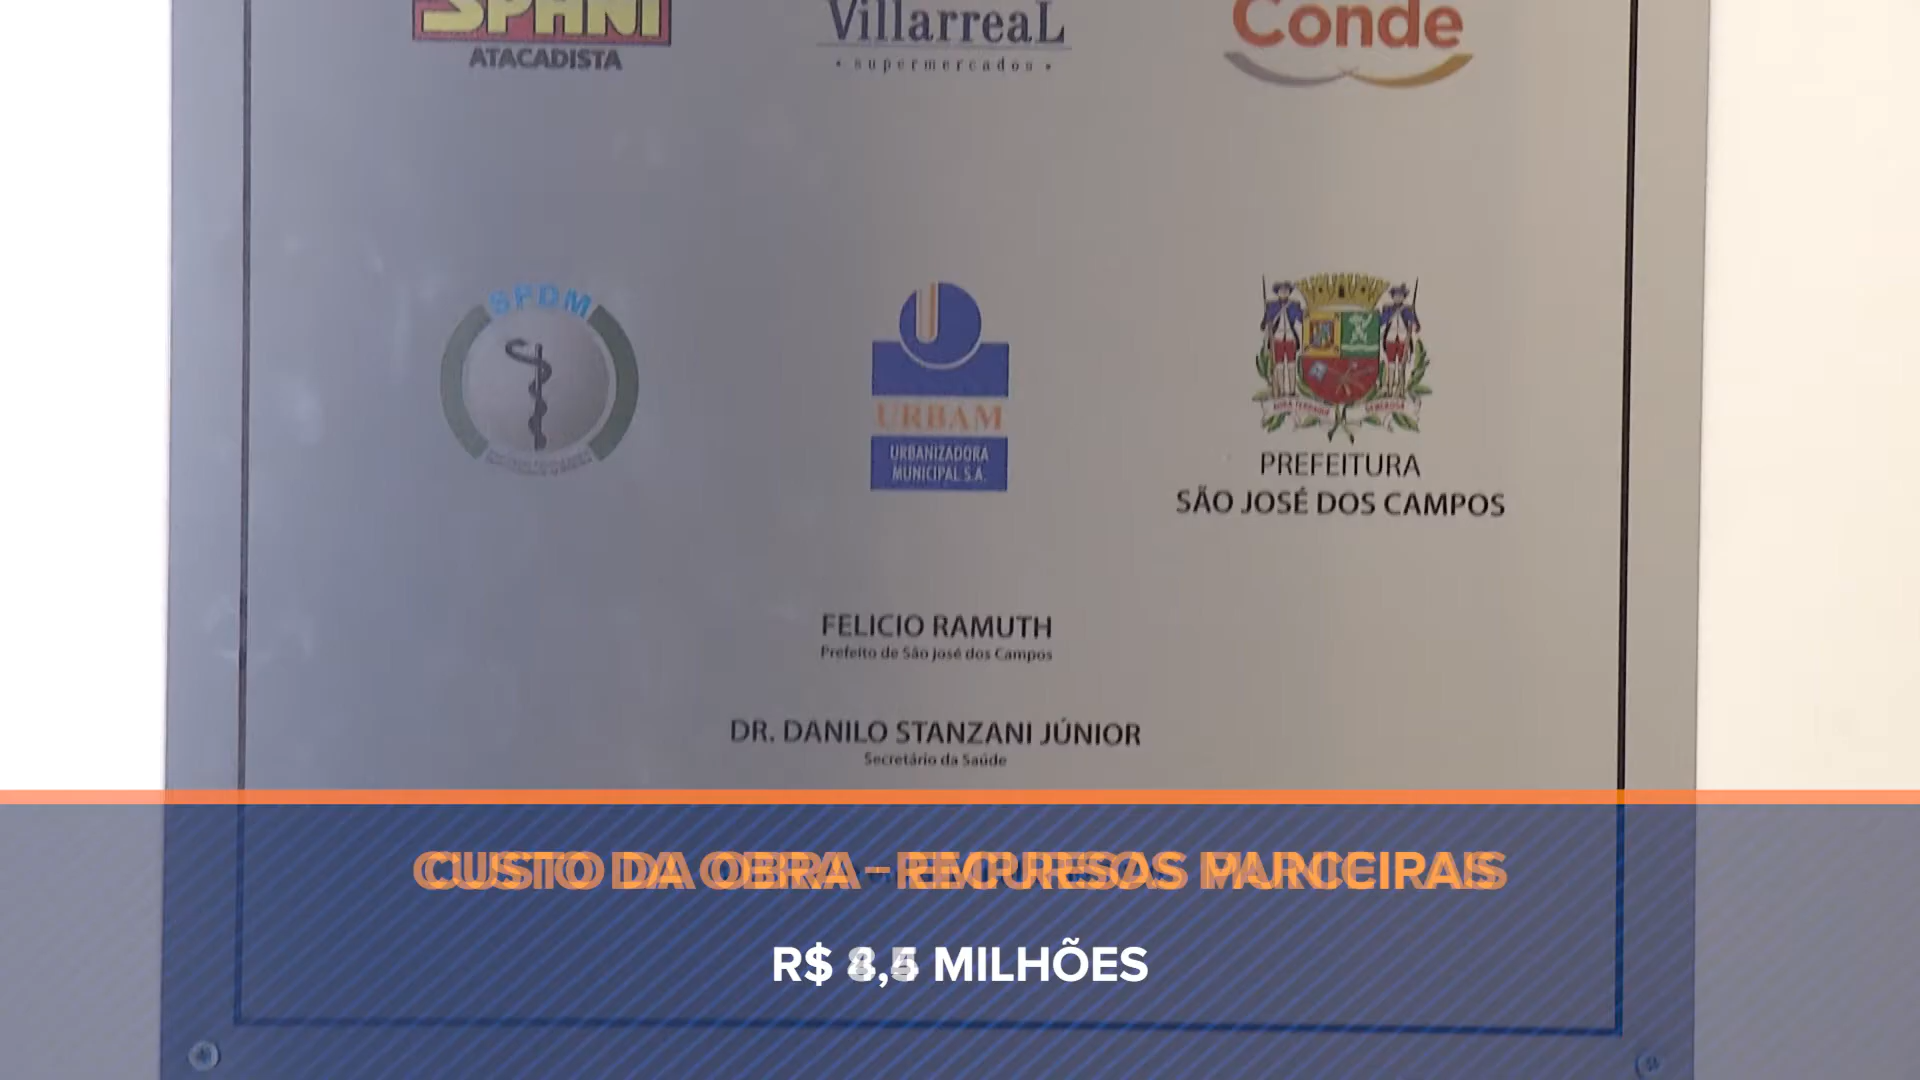 SPANI
ATACADISTA
VillarreaL
• supermercados •
Conde
SPDM
U
URBAM
URBANIZADORA
MUNICIPAL S.A.
PREFEITURA
SÃO JOSÉ DOS CAMPOS
FELICIO RAMUTH
Prefeito de São José dos Campos
DR. DANILO STANZANI JÚNIOR
Secretário da Saúde
CUSTO DA OBRA –
R$ MILHÕES